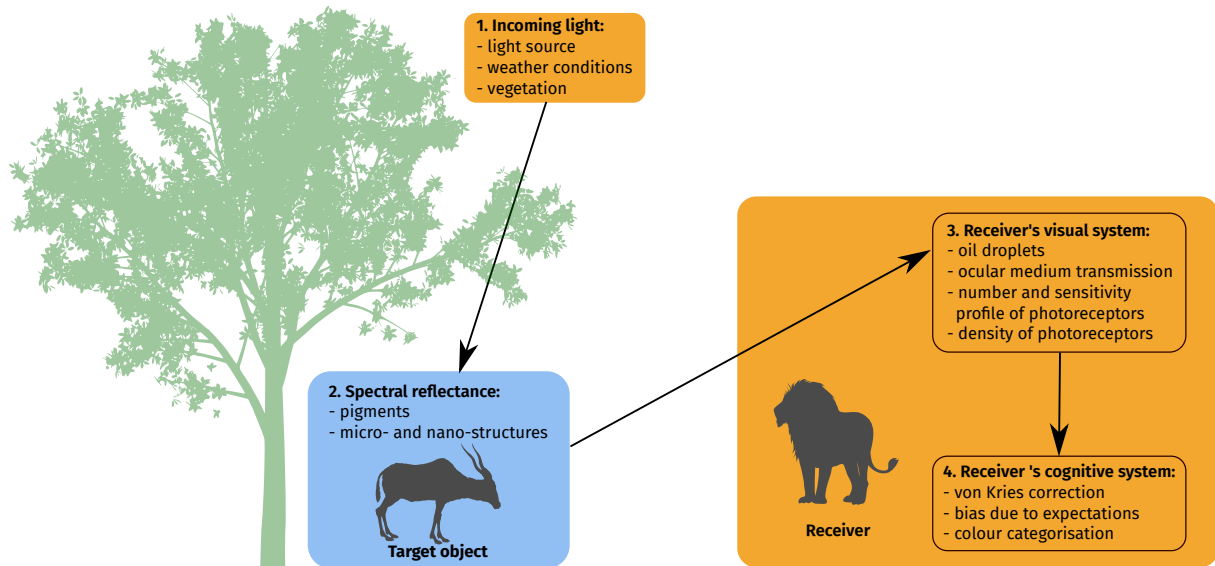 1. Incoming light:
- light source
- weather conditions
- vegetation
2. Spectral reflectance:
- pigments
- micro- and nano-structures
Target object
3. Receiver's visual system:
- oil droplets
- ocular medium transmission
- number and sensitivity
profile of photoreceptors
- density of photoreceptors
Receiver
4. Receiver 's cognitive system:
- von Kries correction
- bias due to expectations
- colour categorisation